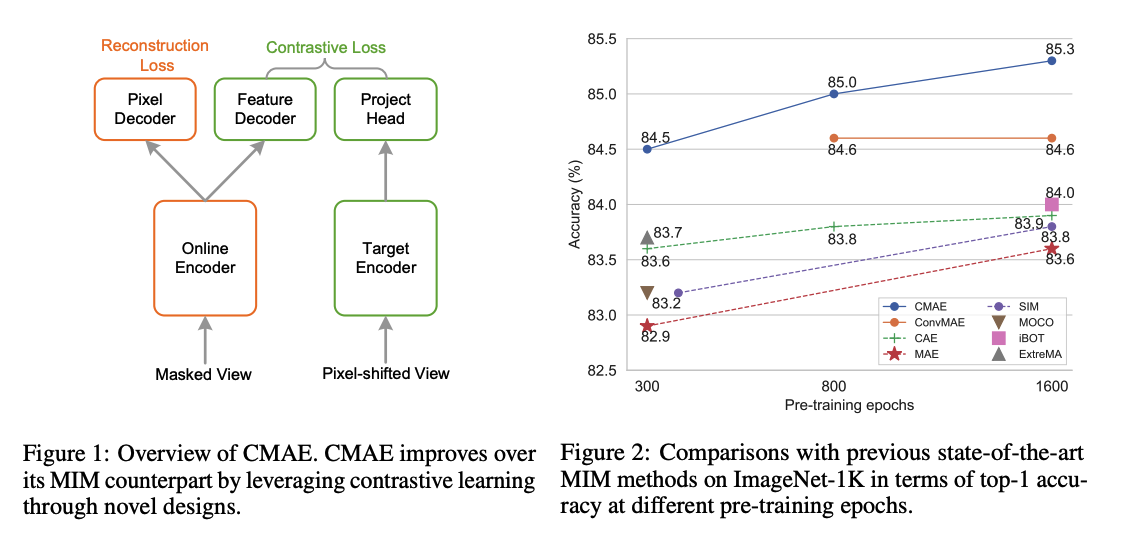 Reconstruction
Loss
Contrastive Loss
Pixel
Decoder
Feature
Decoder
Project
Head
Online
Encoder
Target
Encoder
Masked View
Pixel-shifted View
Figure 1: Overview of CMAE. CMAE improves over
its MIM counterpart by leveraging contrastive learning
through novel designs.
85.5
85.0
84.5
84.0
83.5
83.0
82.5
Accuracy (%)
84.5
85.0
85.3
84.6
84.6
84.0
83.9
83.8
83.6
83.7
83.6
83.8
83.2
82.9
CMAE
ConvMAE
CAE
MAE
SIM
MOCO
iBOT
ExtreMA
300
800
1600
Pre-training epochs
Figure 2: Comparisons with previous state-of-the-art
MIM methods on ImageNet-1K in terms of top-1 accu-
racy at different pre-training epochs.